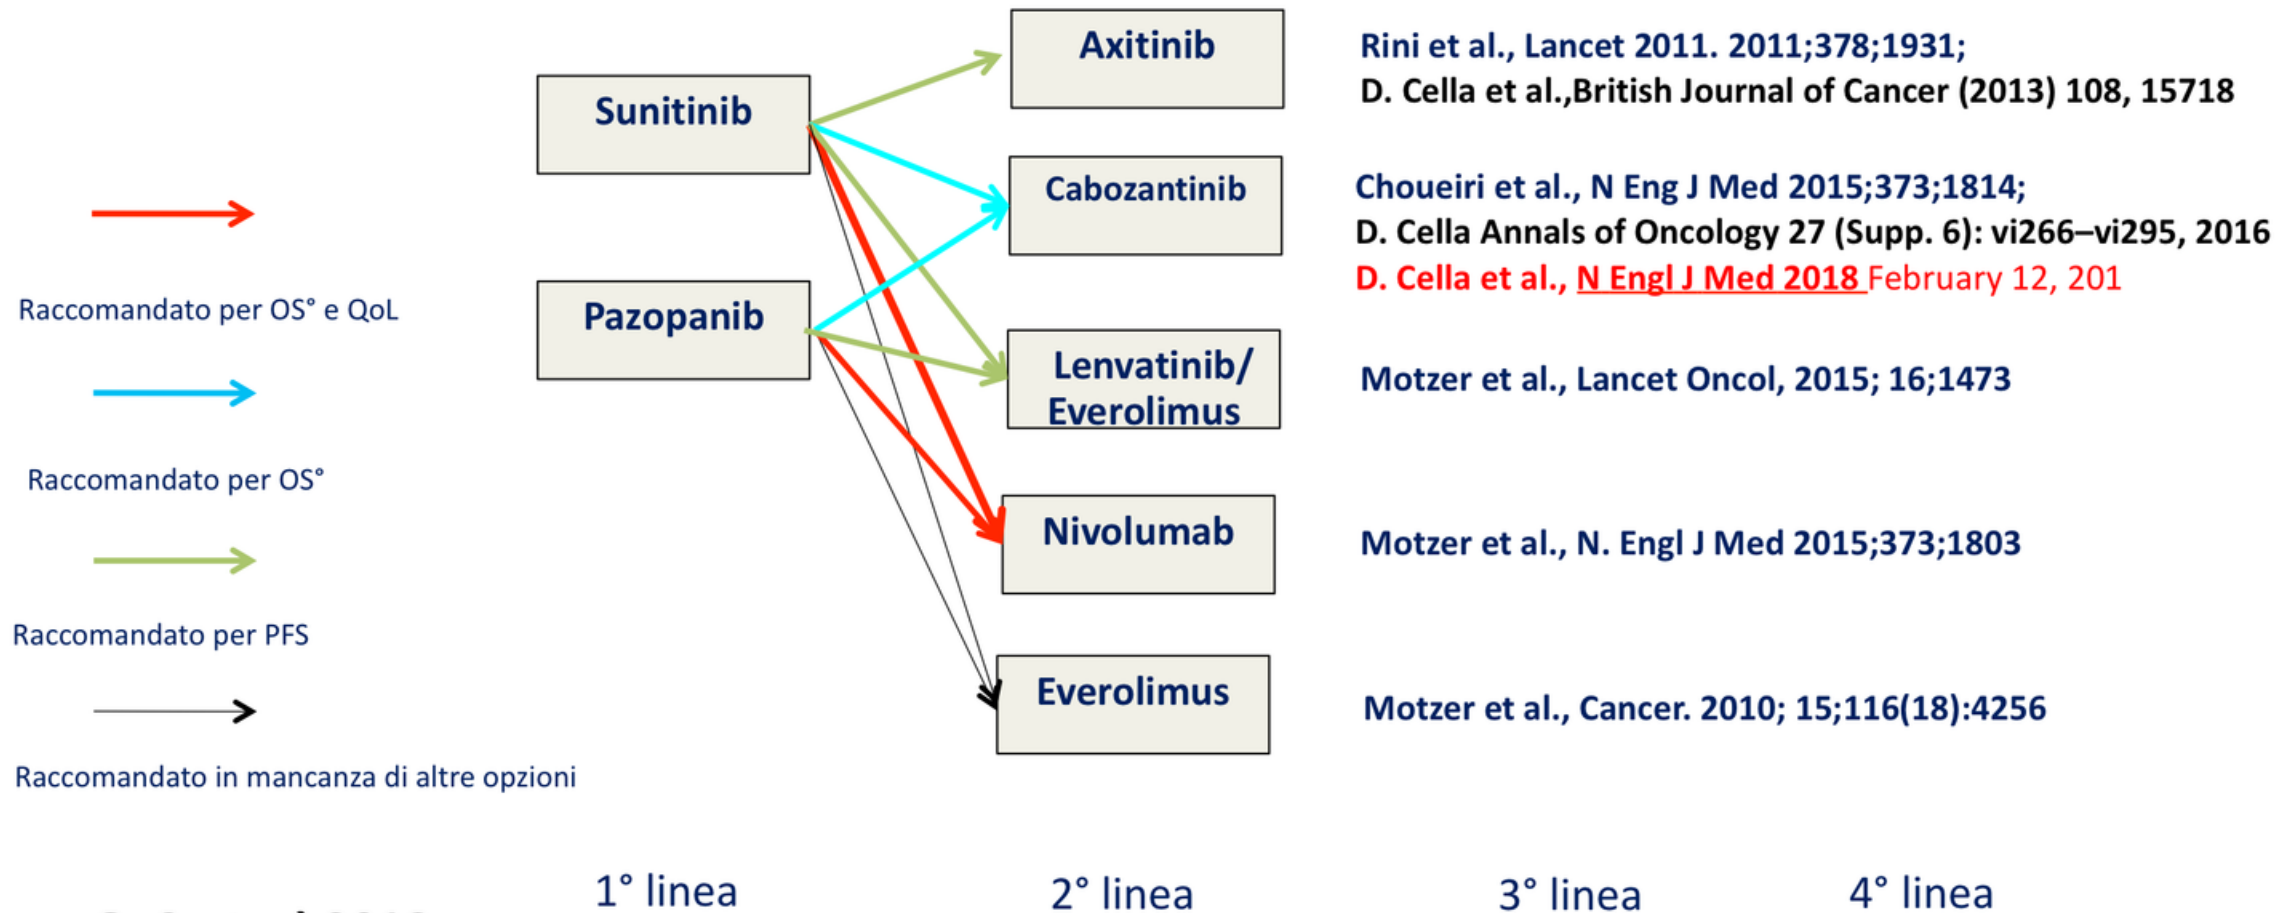 Axitinib
Rini et al., Lancet 2011. 2011;378;1931;
D. Cella et al.,British Journal of Cancer (2013) 108, 15718
Sunitinib
Cabozantinib
Choueiri et al., N Eng J Med 2015;373;1814;
D. Cella Annals of Oncology 27 (Supp. 6): vi266–vi295, 2016
D. Cella et al., N Engl J Med 2018 February 12, 201
Raccomandato per OS° e QoL
Pazopanib
Lenvatinib/
Everolimus
Motzer et al., Lancet Oncol, 2015; 16;1473
Raccomandato per OS°
Nivolumab
Motzer et al., N. Engl J Med 2015;373;1803
Raccomandato per PFS
Everolimus
Motzer et al., Cancer. 2010; 15;116(18):4256
Raccomandato in mancanza di altre opzioni
1° linea
2° linea
3° linea
4° linea